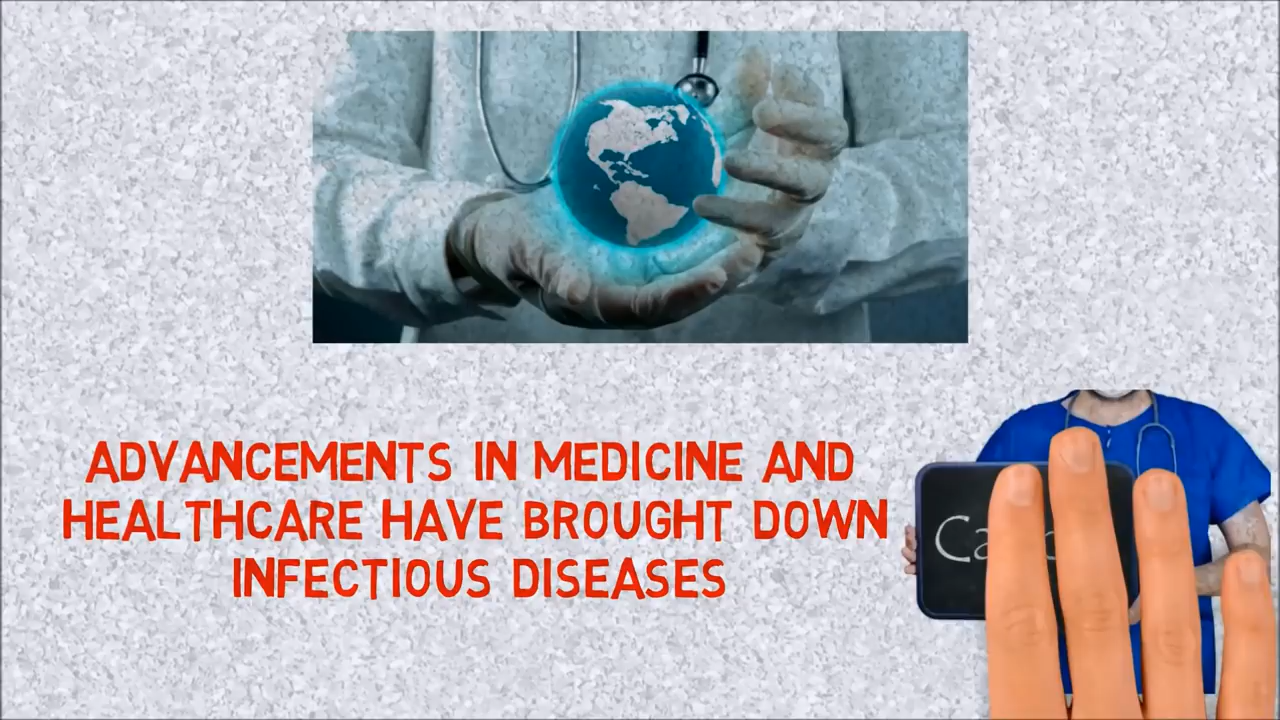 ADVANCEMENTS IN MEDICINE AND
HEALTHCARE HAVE BROUGHT DOWN
INFECTIOUS DISEASES